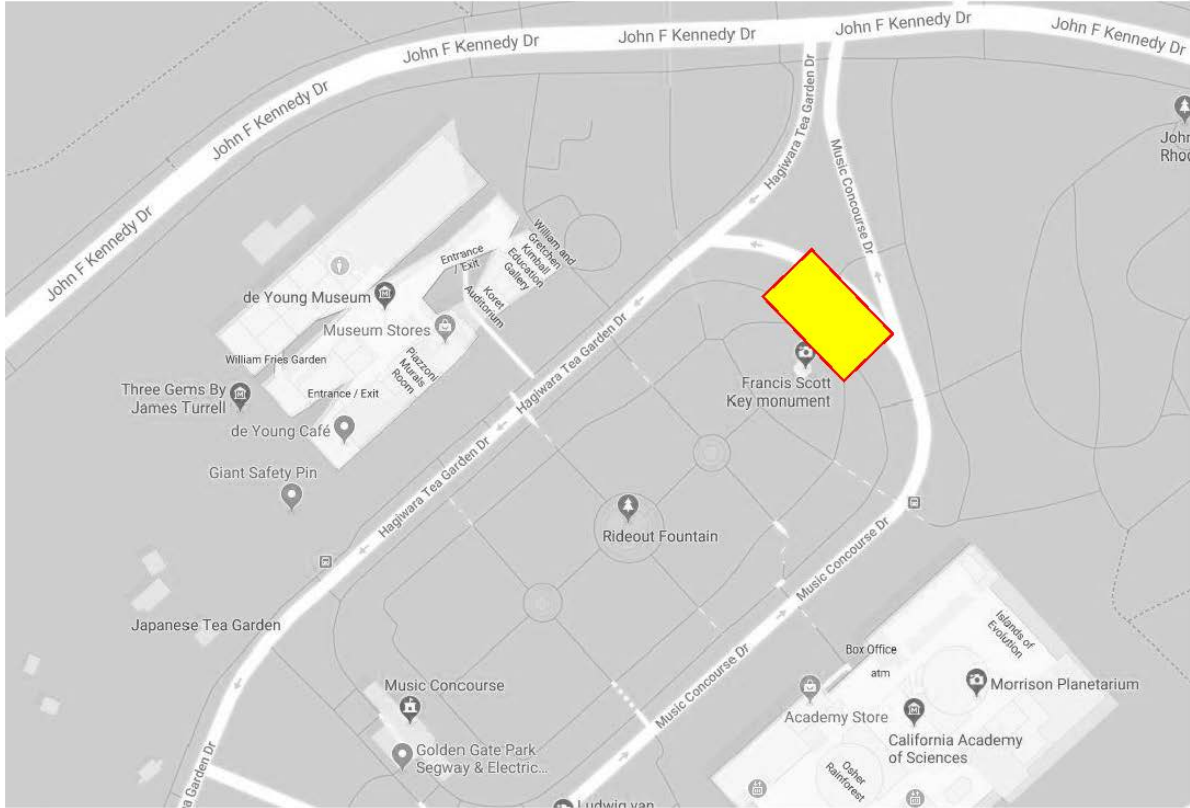 John F Kennedy Dr
John F Kennedy Dr
John F Kennedy Dr
John F Kennedy Dr
John F Kennedy Dr
John F Kennedy Dr
Hagiwara Tea Garden Dr
Music Concourse Dr
John
Rhod
William and
Gretchen
Kimball
Education
Gallery
Entrance
/ Exit
Koret
Auditorium
de Young Museum
Museum Stores
Piazzoni
Murals
Room
William Fries Garden
Entrance / Exit
Three Gems By
James Turrell
de Young Café
Giant Safety Pin
Hagiwara Tea Garden Dr
Hagiwara Tea Garden Dr
Francis Scott
Key monument
Rideout Fountain
Music Concourse Dr
Music Concourse Dr
Japanese Tea Garden
Islands of
Evolution
Box Office
atm
Morrison Planetarium
Academy Store
California Academy
of Sciences
Osher
Rainforest
Music Concourse
Golden Gate Park
Segway & Electric...
ea Garden Dr
Ludwig van